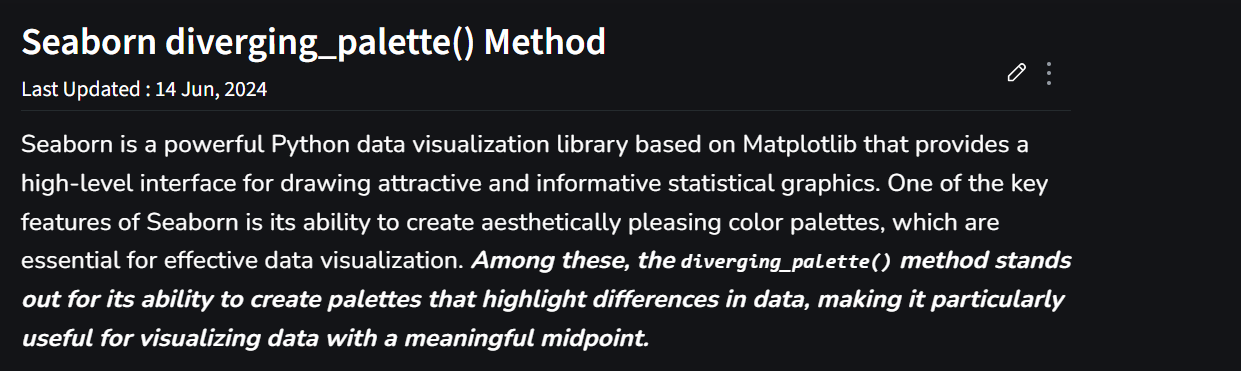 Seaborn diverging_palette() Method
Last Updated : 14 Jun, 2024
Seaborn is a powerful Python data visualization library based on Matplotlib that provides a
high-level interface for drawing attractive and informative statistical graphics. One of the key
features of Seaborn is its ability to create aesthetically pleasing color palettes, which are
essential for effective data visualization. Among these, the diverging_palette() method stands
out for its ability to create palettes that highlight differences in data, making it particularly
useful for visualizing data with a meaningful midpoint.